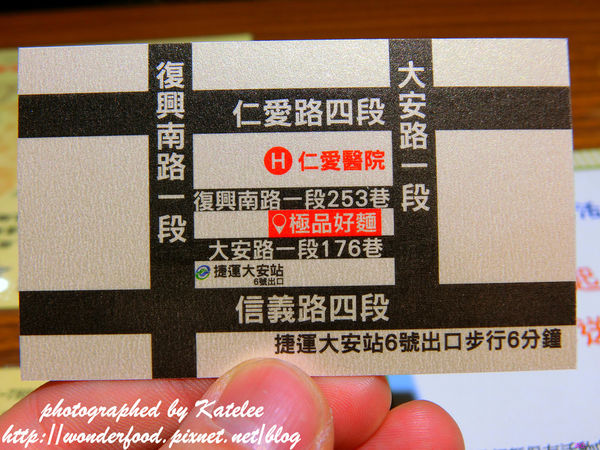 復興南路一段
大安路一段
仁愛路四段
H 仁愛醫院
復興南路一段253巷
極品好麵
大安路一段176巷
捷運大安站
6號出口
信義路四段
捷運大安站6號出口步行6分鐘
photographed by Katelee
http://wonderfood.pixnet.net/blog